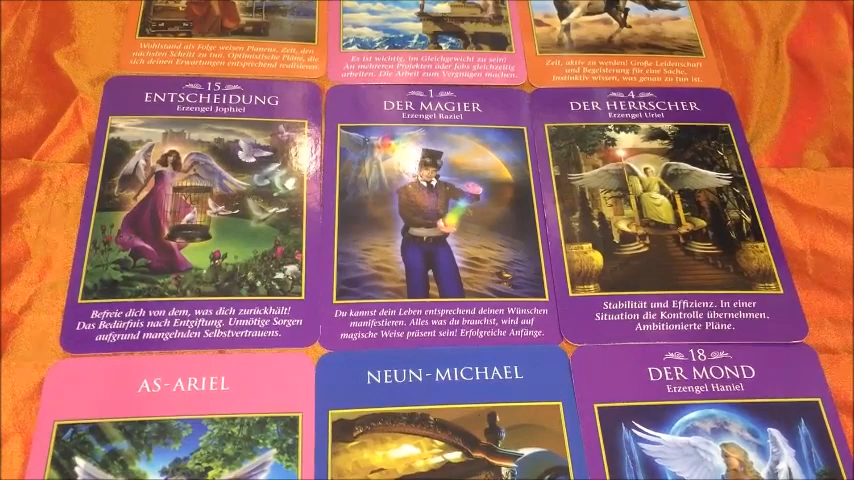 Wohlstand als Folge weisen Planens. Zeit, den
nächsten Schritt zu tun. Optimistische Pläne, die
sich deinen Erwartungen entsprechend realisieren.
Es ist wichtig, im Gleichgewicht zu sein!
An mehreren Projekten oder Jobs gleichzeitig
arbeiten. Die Arbeit zum Vergnügen machen.
Zeit, aktiv zu werden! Große Leidenschaft
und Begeisterung für eine Sache.
Instinktiv wissen, was genau zu tun ist!
15
ENTSCHEIDUNG
Erzengel Jophiel
Befreie dich von dem, was dich zurückhält!
Das Bedürfnis nach Entgiftung. Unnötige Sorgen
aufgrund mangelnden Selbstvertrauens.
1
DER MAGIER
Erzengel Raziel
Du kannst dein Leben entsprechend deinen Wünschen
manifestieren. Alles was du brauchst, wird auf
magische Weise präsent sein! Erfolgreiche Anfänge.
4
DER HERRSCHER
Erzengel Uriel
Stabilität und Effizienz. In einer
Situation die Kontrolle übernehmen.
Ambitionierte Pläne.
AS-ARIEL
NEUN-MICHAEL
18
DER MOND
Erzengel Haniel